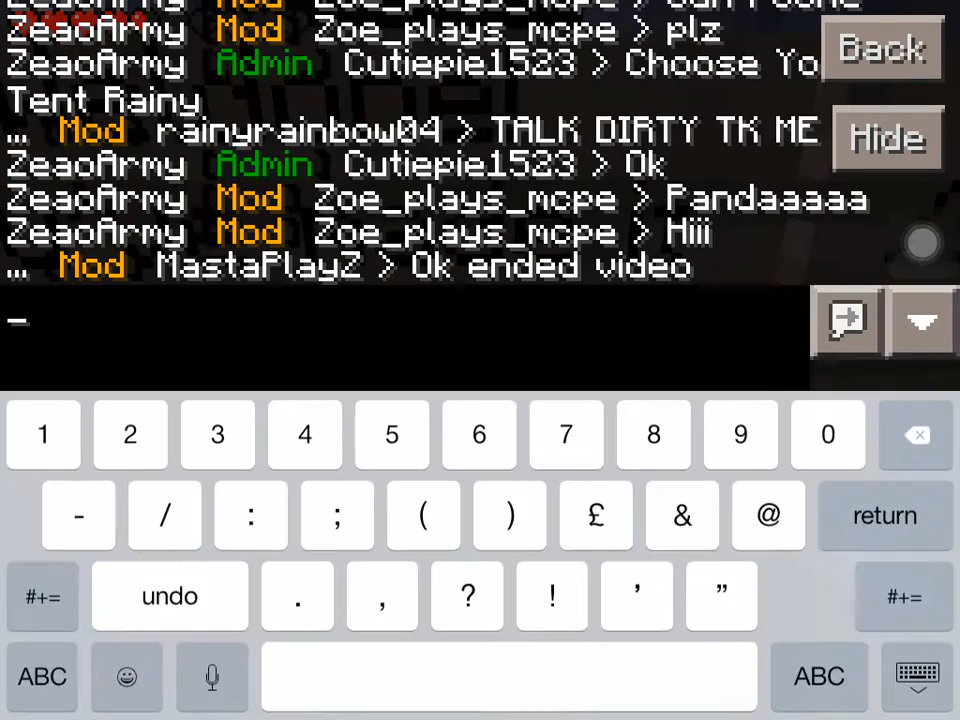 ZeaoArmy Mod Zoe_plays_mcpe > plz
ZeaoArmy Admin Cutiepie1523 > Choose Yo
Tent Rainy
... Mod rainyrainbow04 > TALK DIRTY TK ME
ZeaoArmy Admin Cutiepie1523 > Ok
ZeaoArmy Mod Zoe_plays_mcpe > Pandaaaaa
ZeaoArmy Mod Zoe_plays_mcpe > Hiii
... Mod MastaPlayZ > Ok ended video
Back
Hide
_
1 2 3 4 5 6 7 8 9 0
- / : ; ( ) £ & @ return
#+= undo . , ? ! ’ ” #+=
ABC ABC